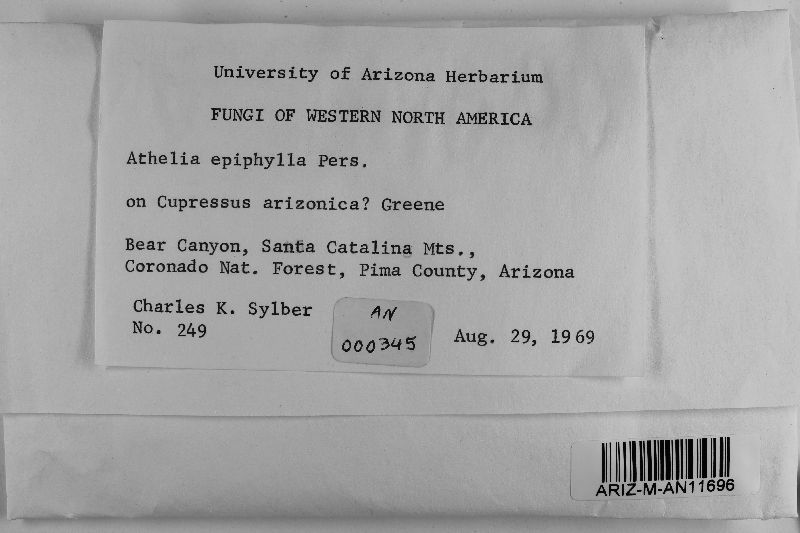 University of Arizona Herbarium
FUNGI OF WESTERN NORTH AMERICA
Athelia epiphylla Pers.
on Cupressus arizonica? Greene
Bear Canyon, Santa Catalina Mts.,
Coronado Nat. Forest, Pima County, Arizona
Charles K. Sylber
No. 249
AN
000345
Aug. 29, 1969
ARIZ-M-AN11696